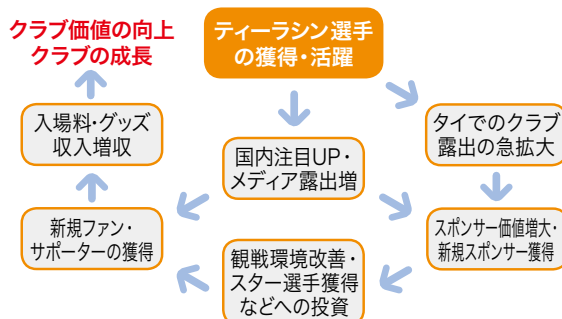 クラブ価値の向上
クラブの成長
ティーラシン選手
の獲得・活躍
入場料・グッズ
収入増収
国内注目UP・
メディア露出増
タイでのクラブ
露出の急拡大
新規ファン・
サポーターの獲得
観戦環境改善・
スター選手獲得
などへの投資
スポンサー価値増大・
新規スポンサー獲得